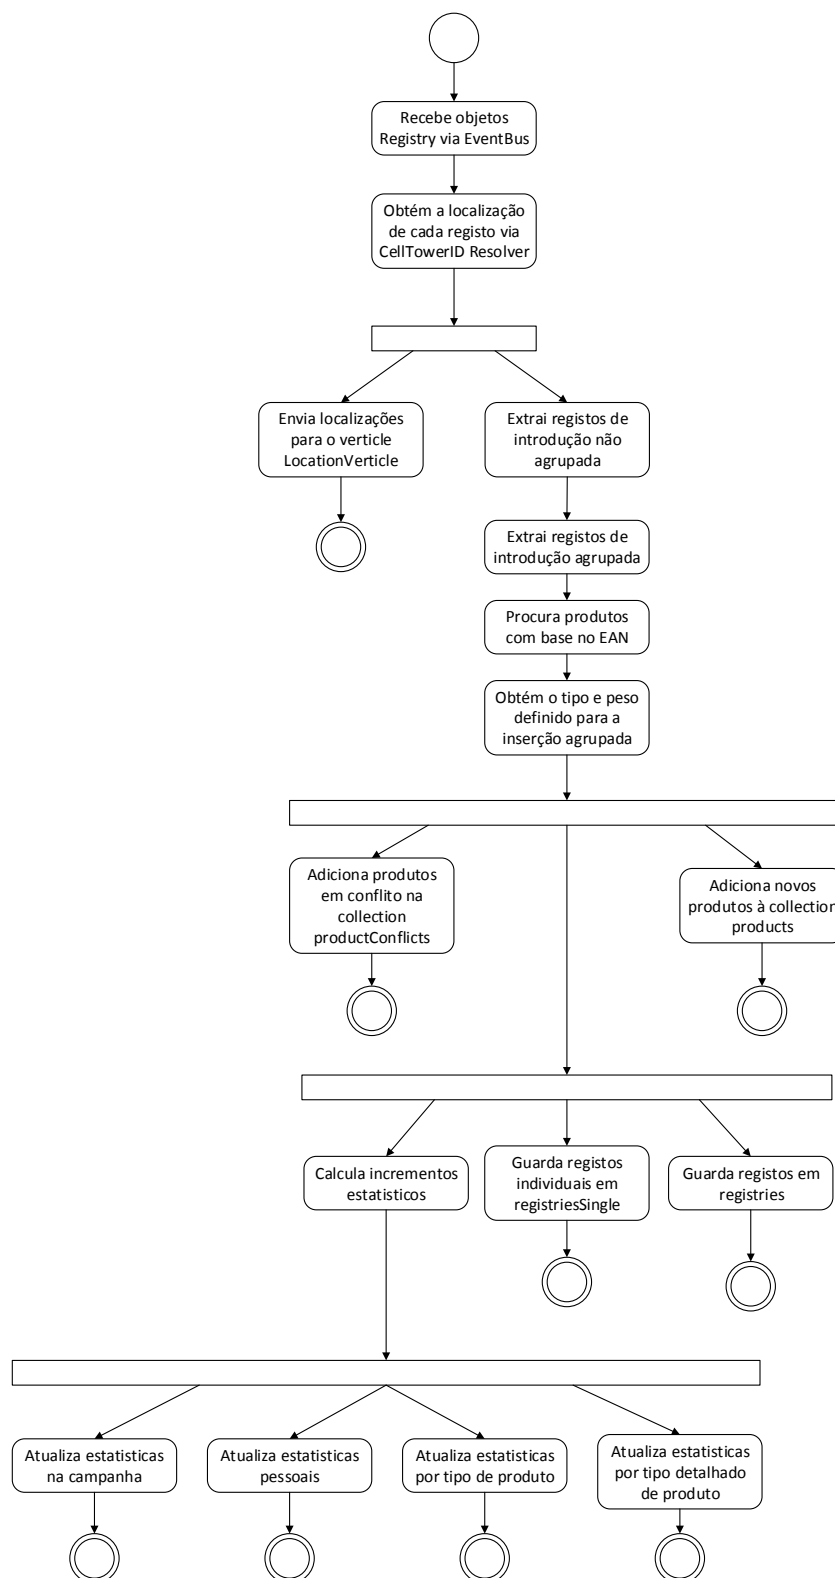 Recebe objetos
Registry via EventBus
Obtém a localização
de cada registo via
CellTowerID Resolver
Envia localizações
para o verticle
LocationVerticle
Extrai registos de
introdução não
agrupada
Extrai registos de
introdução agrupada
Procura produtos
com base no EAN
Obtém o tipo e peso
definido para a
inserção agrupada
Adiciona produtos
em conflito na
collection
productConflicts
Adiciona novos
produtos à collection
products
Calcula incrementos
estatisticos
Guarda registos
individuais em
registriesSingle
Guarda registos em
registries
Atualiza estatisticas
na campanha
Atualiza estatisticas
pessoais
Atualiza estatisticas
por tipo de produto
Atualiza estatisticas
por tipo detalhado
de produto